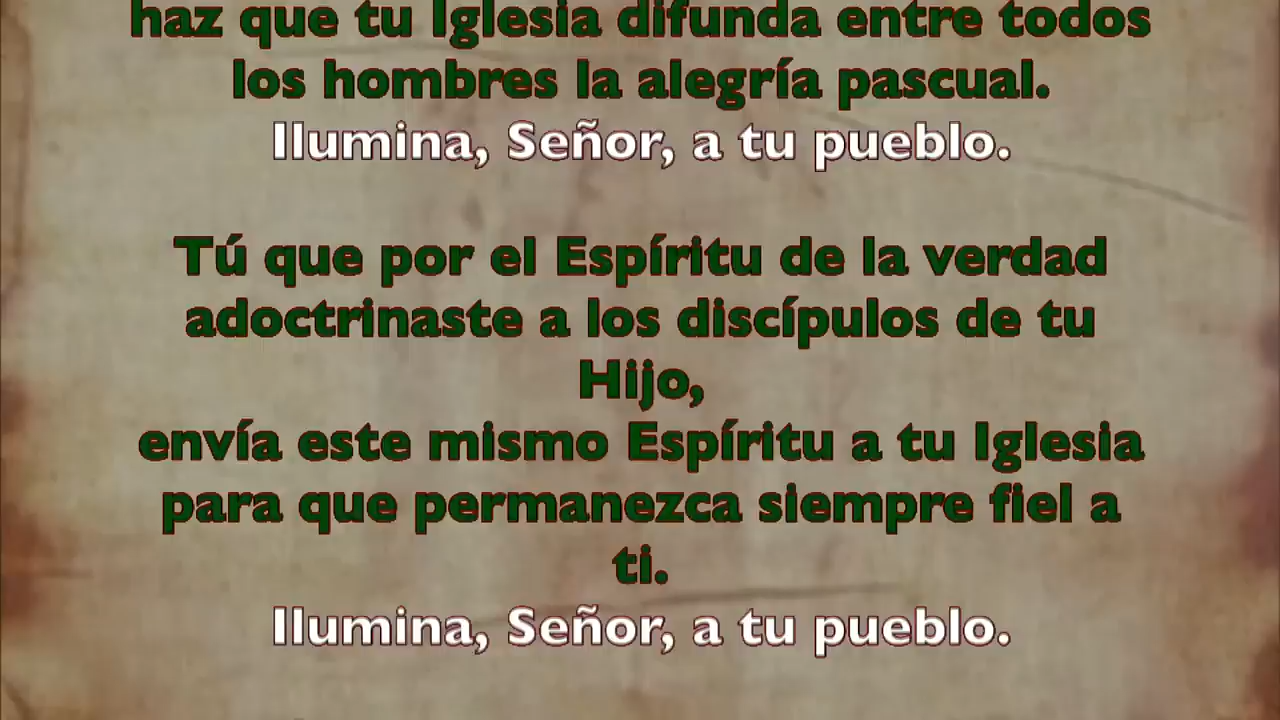 haz que tu Iglesia difunda entre todos
los hombres la alegría pascual.
Ilumina, Señor, a tu pueblo.
Tú que por el Espíritu de la verdad
adoctrinaste a los discípulos de tu
Hijo,
envía este mismo Espíritu a tu Iglesia
para que permanezca siempre fiel a
ti.
Ilumina, Señor, a tu pueblo.